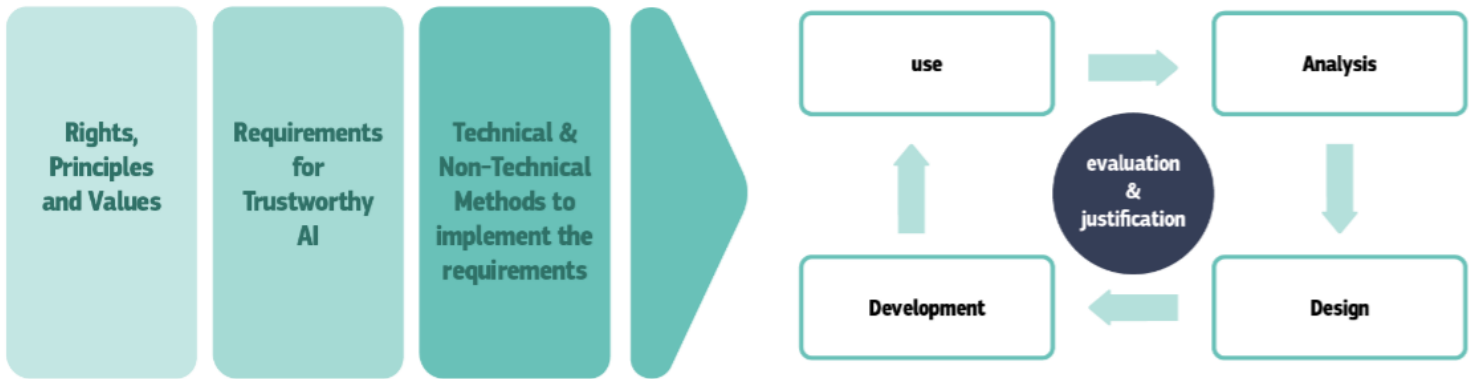 Rights,
Principles
and Values
Requirements
for
Trustworthy
AI
Technical &
Non-Technical
Methods to
implement the
requirements
use
Analysis
evaluation
&
justification
Development
Design